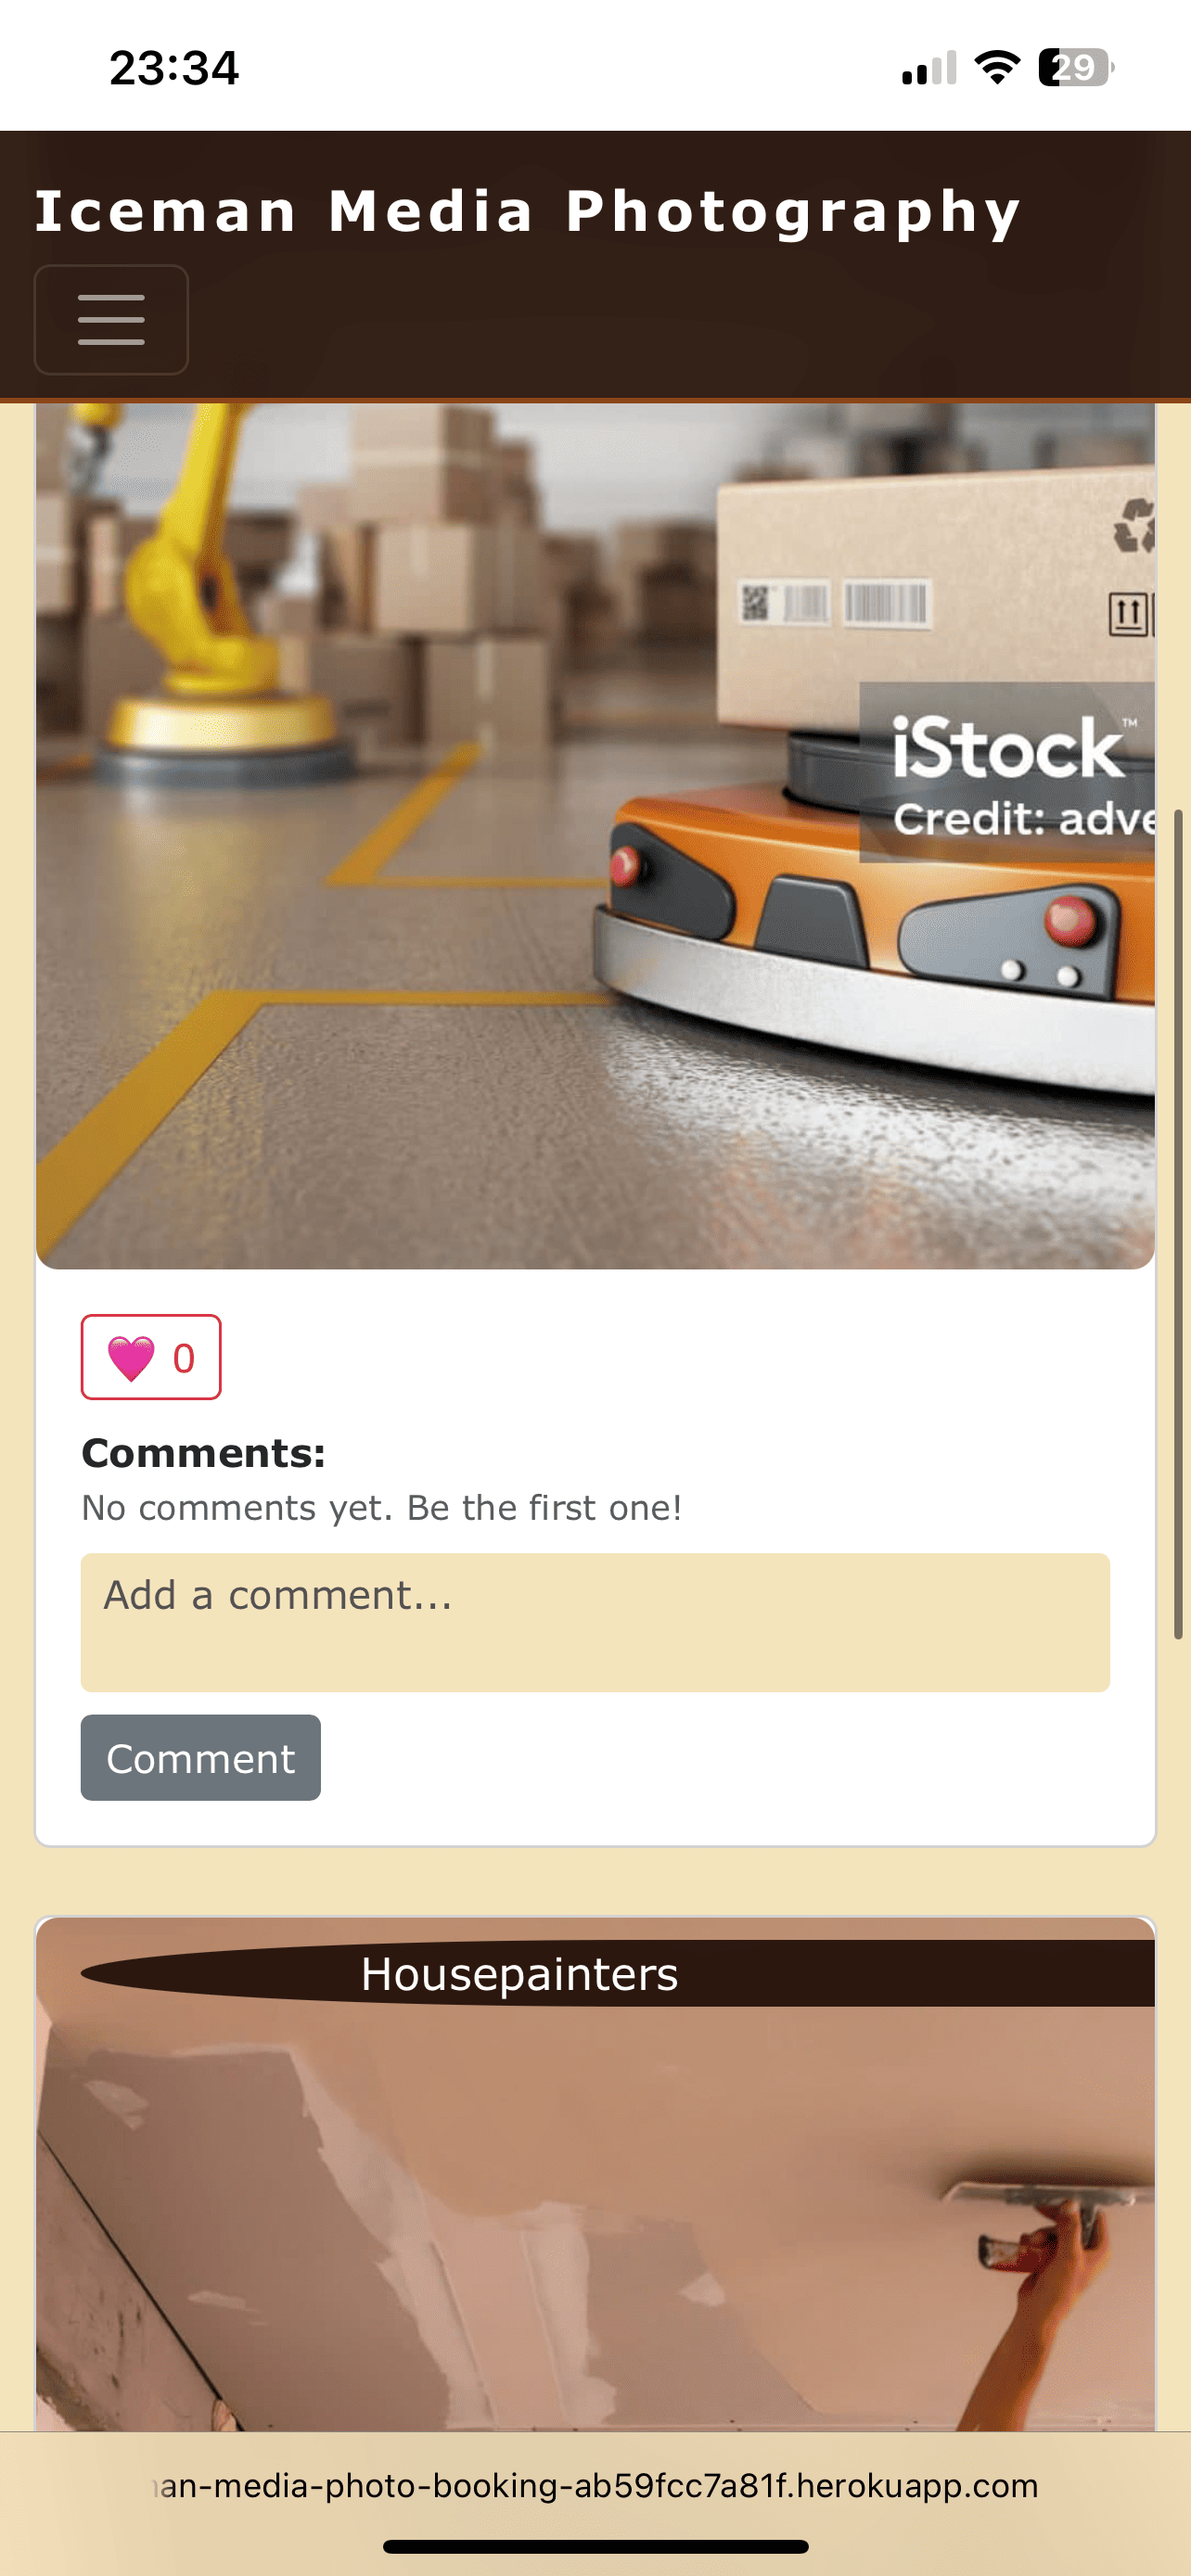 23:34
29
Iceman Media Photography
iStock™
Credit: adve
💗 0
Comments:
No comments yet. Be the first one!
Add a comment...
Comment
Housepainters
an-media-photo-booking-ab59fcc7a81f.herokuapp.com